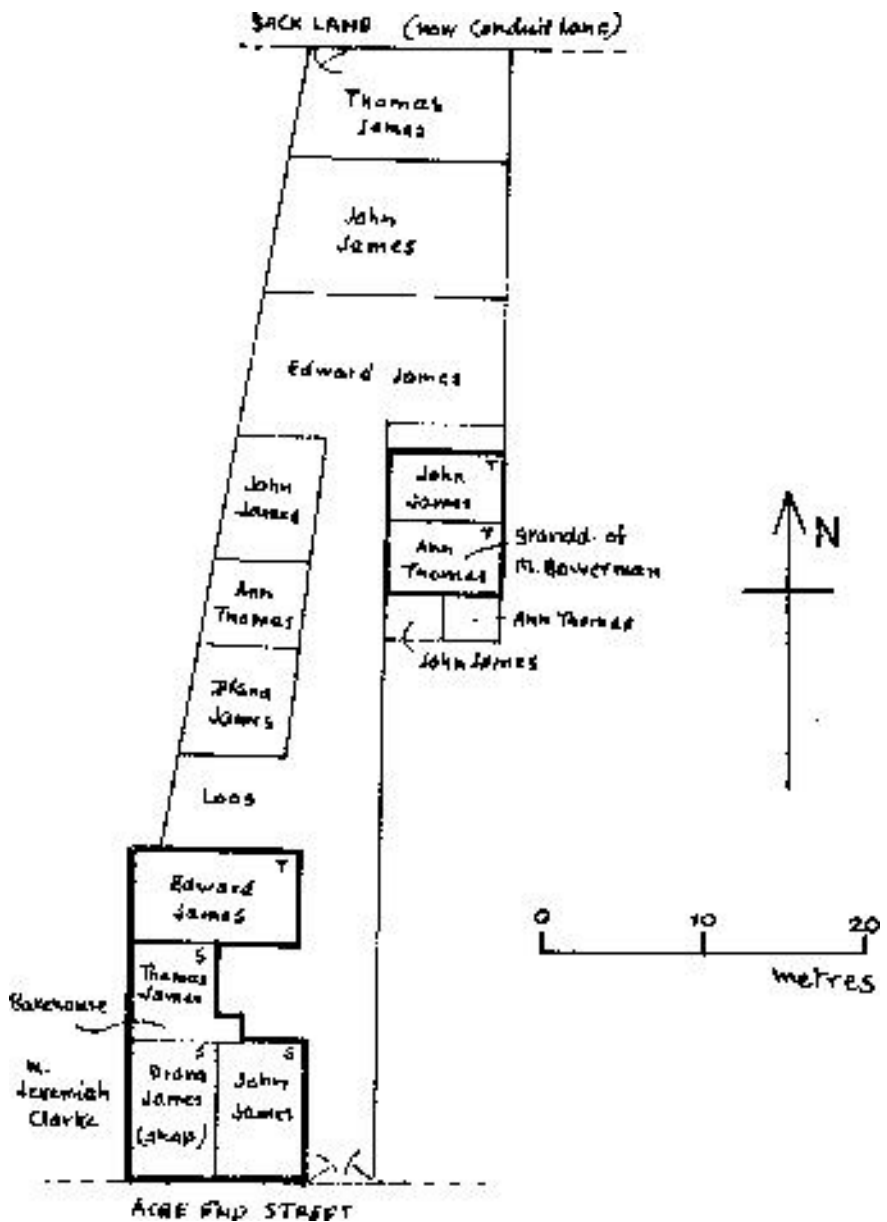 BACK LANE (now Conduit Lane)
Thomas
James
John
James
Edward James
John
James
T
John
James
T
Ann
Thomas
grandd. of
M. Bowerman
N
Ann
Thomas
Ann Thomas
John James
Diana
James
Loos
T
Edward
James
0 10 20
metres
S
Thomas
James
Bakehouse
S
Diana
James
(shop)
S
John
James
M.
Jeremiah
Clarke
ACRE END STREET